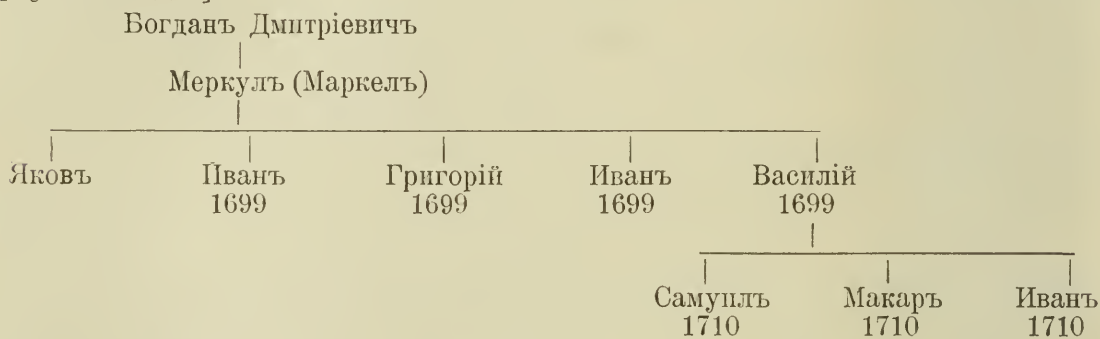 Богданъ Дмитріевичъ
Меркулъ (Маркелъ)
Яковъ Иванъ Григорій Иванъ Василій
1699 1699 1699 1699
Самуилъ Макаръ Иванъ
1710 1710 1710